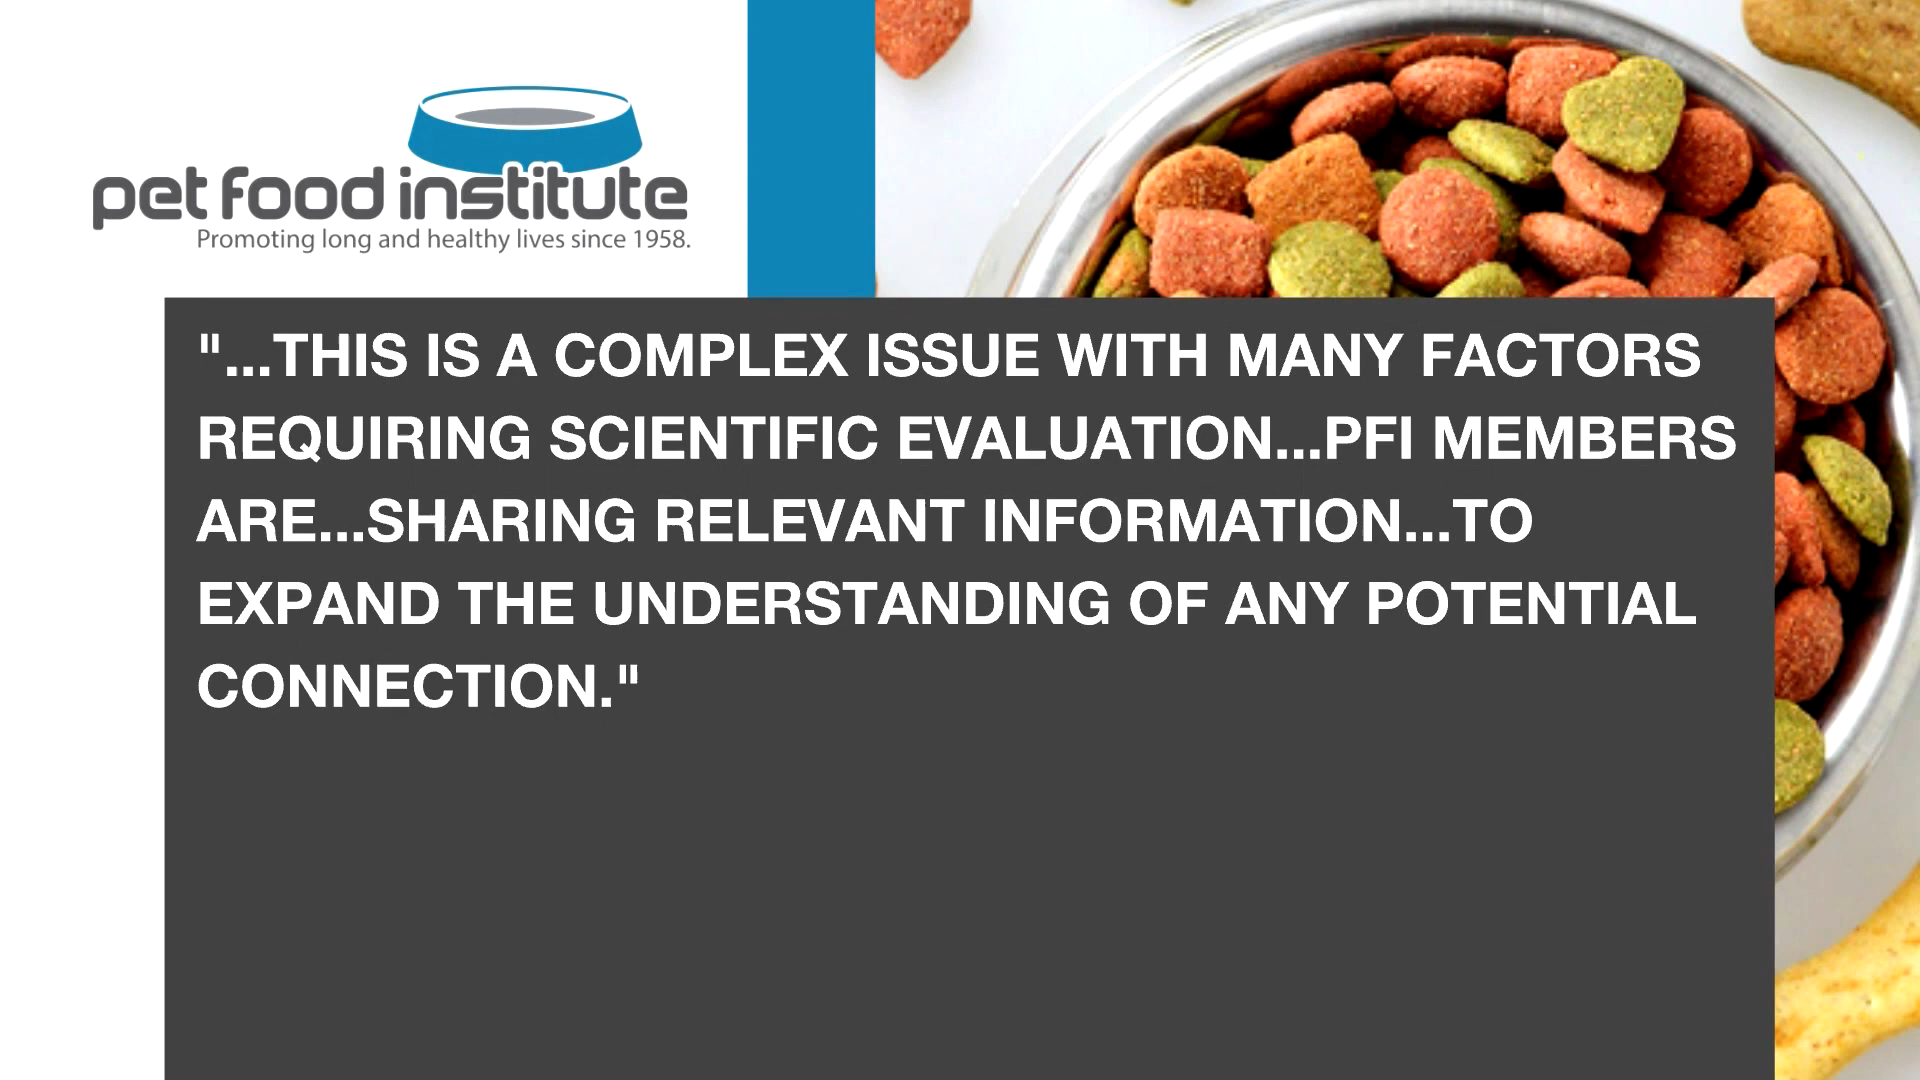 pet food institute
Promoting long and healthy lives since 1958.
"...THIS IS A COMPLEX ISSUE WITH MANY FACTORS
REQUIRING SCIENTIFIC EVALUATION...PFI MEMBERS
ARE...SHARING RELEVANT INFORMATION...TO
EXPAND THE UNDERSTANDING OF ANY POTENTIAL
CONNECTION."